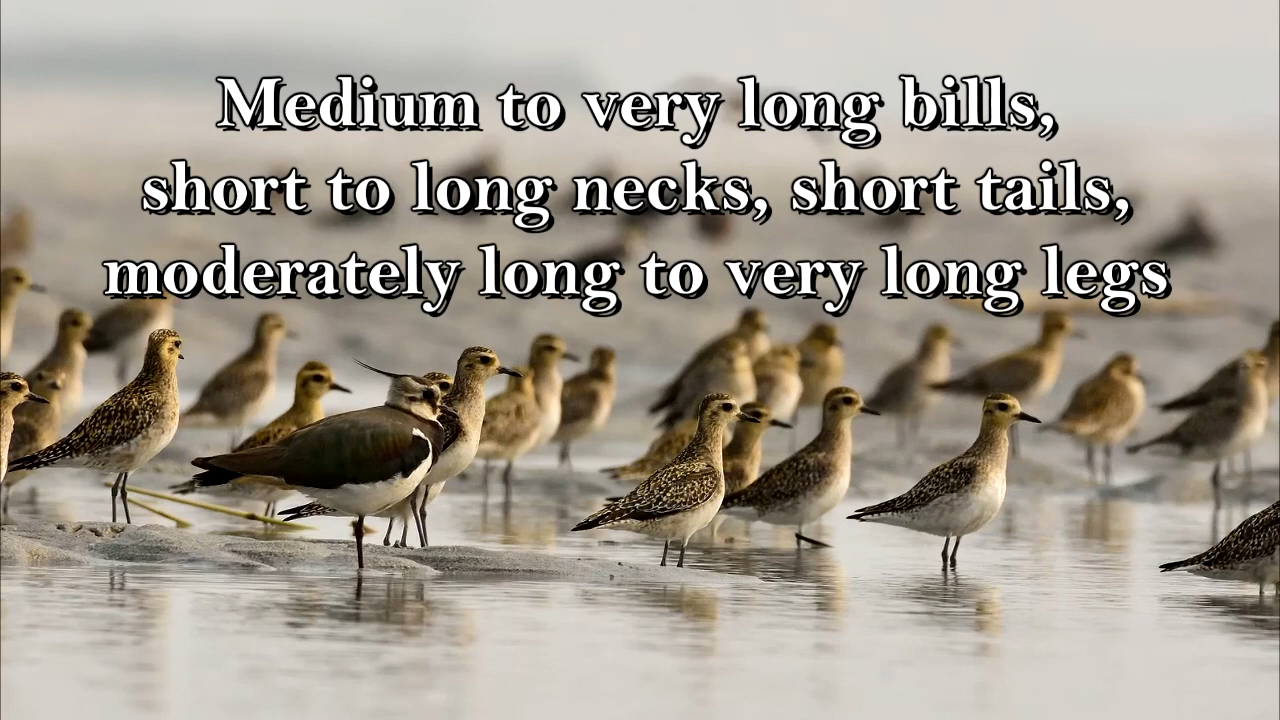 Medium to very long bills,
short to long necks, short tails,
moderately long to very long legs